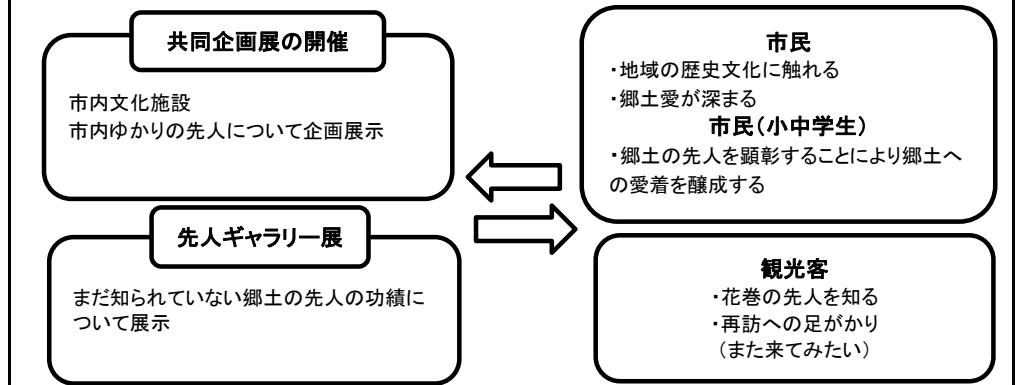 共同企画展の開催
市内文化施設
市内ゆかりの先人について企画展示
先人ギャラリー展
まだ知られていない郷土の先人の功績に
ついて展示
市民
・地域の歴史文化に触れる
・郷土愛が深まる
市民(小中学生)
・郷土の先人を顕彰することにより郷土へ
の愛着を醸成する
観光客
・花巻の先人を知る
・再訪への足がかり
(また来てみたい)